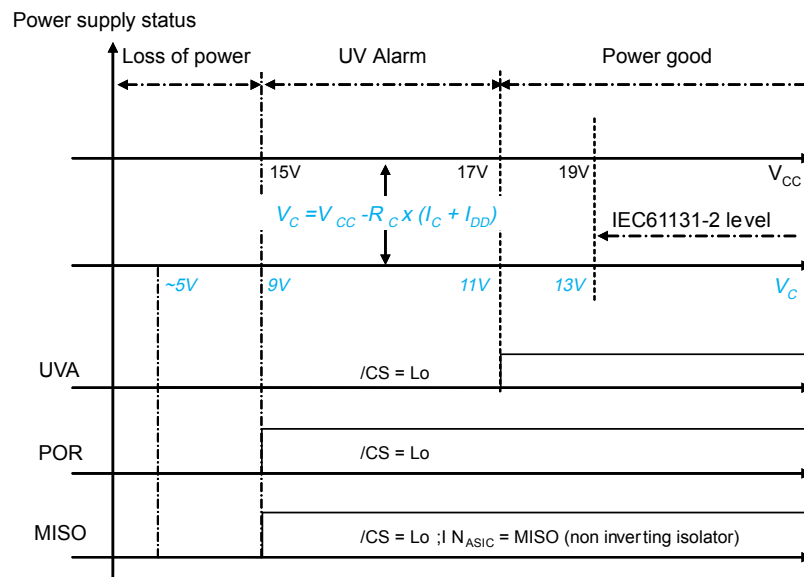 Power supply status
Loss of power UV Alarm Power good
15V 17V 19V VCC
VC =VCC -RC x (IC + IDD)
IEC61131-2 level
~5V 9V 11V 13V VC
UVA /CS = Lo
POR /CS = Lo
MISO /CS = Lo ;I NASIC = MISO (non inverting isolator)